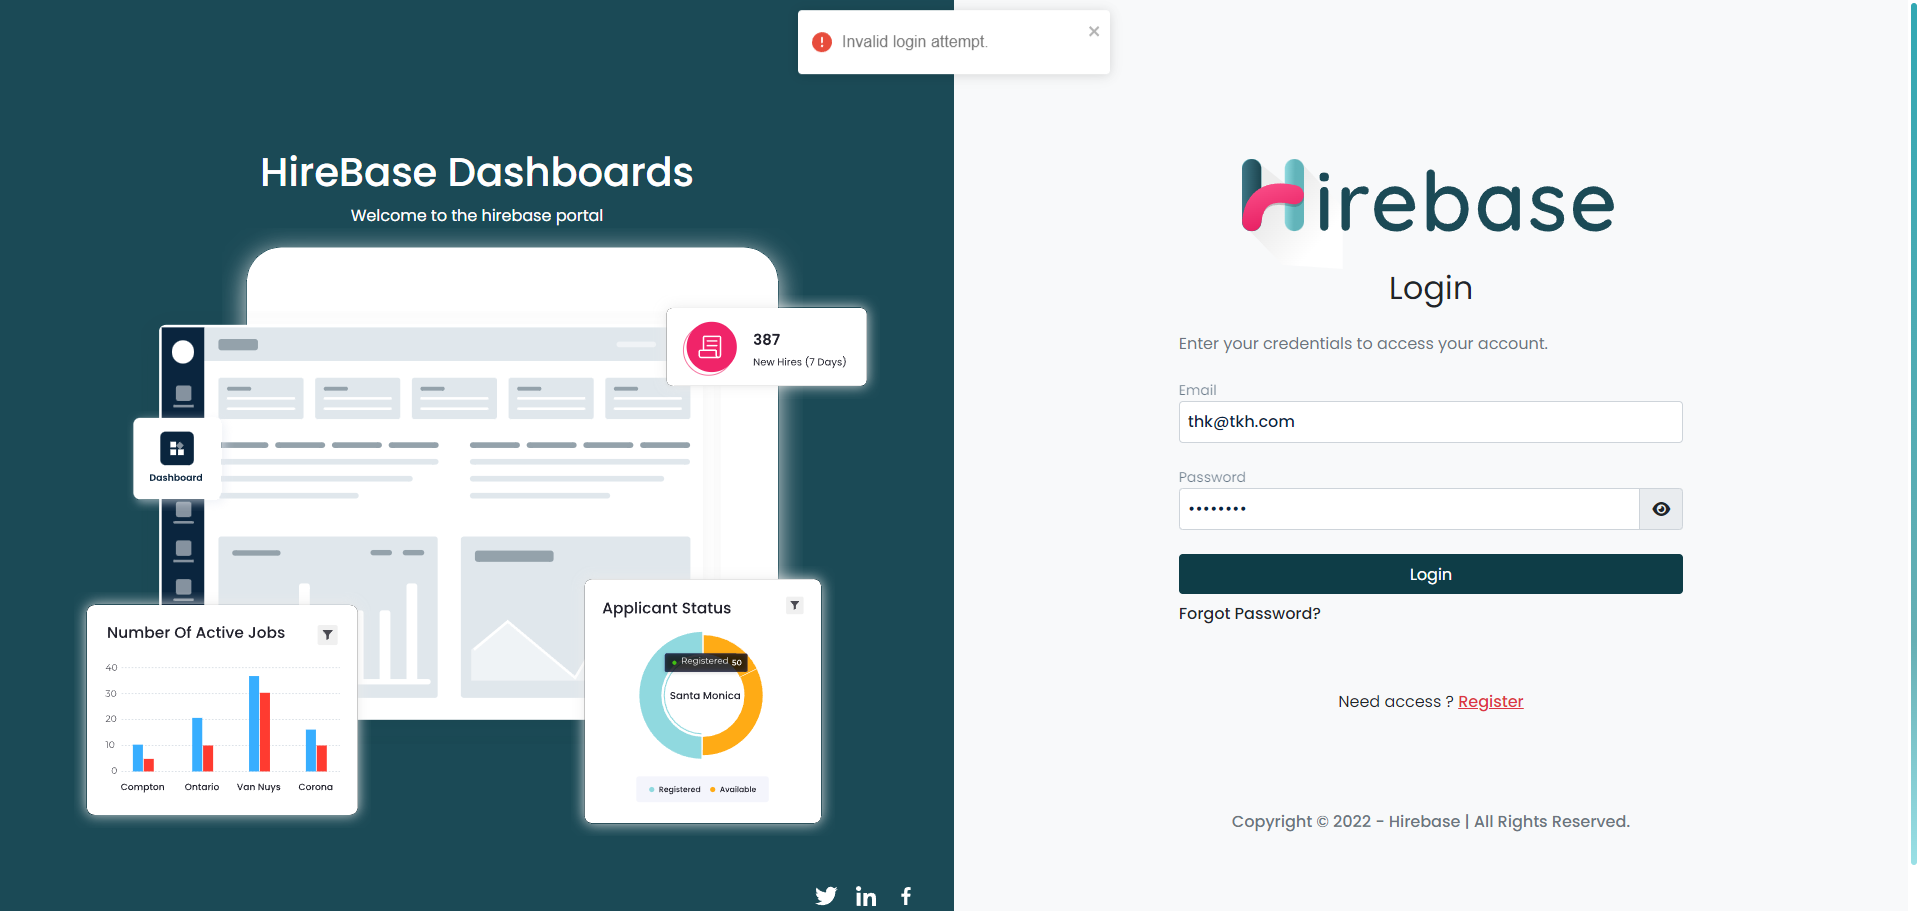 Invalid login attempt.
HireBase Dashboards
Welcome to the hirebase portal
387
New Hires (7 Days)
Dashboard
Number Of Active Jobs
40
30
20
10
0
Compton Ontario Van Nuys Corona
Applicant Status
Registered 50
Santa Monica
Registered Available
Hirebase
Login
Enter your credentials to access your account.
Email
thk@tkh.com
Password
••••••••
Login
Forgot Password?
Need access ? Register
Copyright © 2022 - Hirebase | All Rights Reserved.